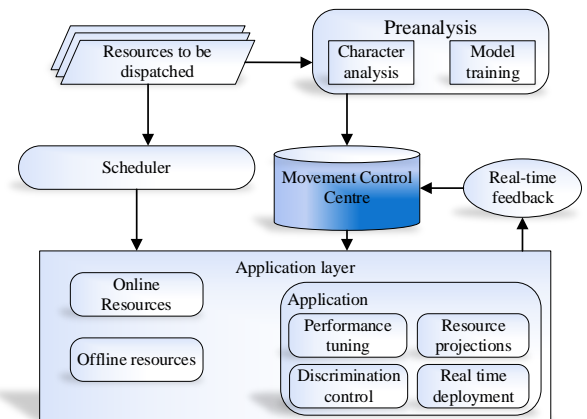 Resources to be
dispatched
Preanalysis
Character
analysis
Model
training
Scheduler
Movement Control
Centre
Real-time
feedback
Application layer
Online
Resources
Offline resources
Application
Performance
tuning
Resource
projections
Discrimination
control
Real time
deployment